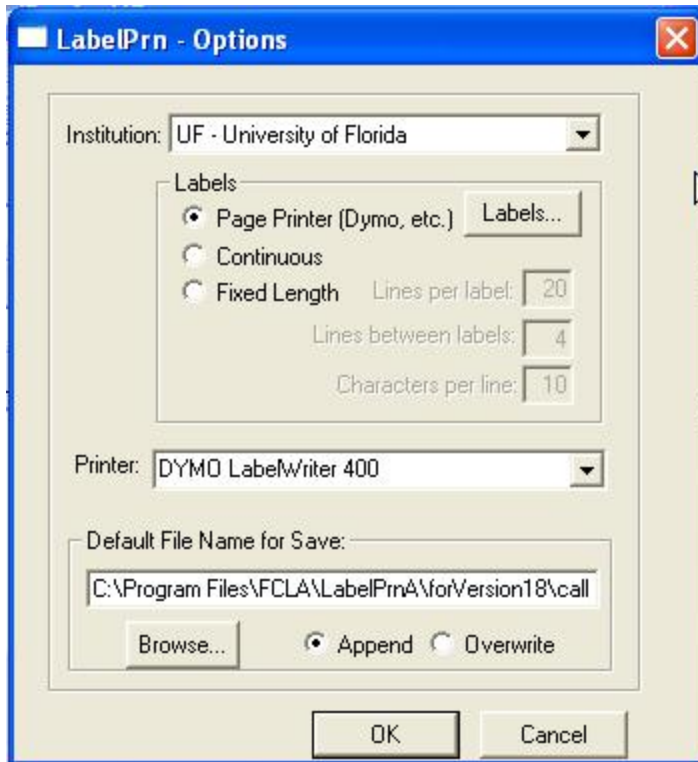 LabelPrn - Options
Institution: UF - University of Florida
Labels
Page Printer (Dymo, etc.) Labels...
Continuous
Fixed Length Lines per label: 20
Lines between labels: 4
Characters per line: 10
Printer: DYMO LabelWriter 400
Default File Name for Save:
C:\Program Files\FCLA\LabelPrnA\forVersion18\call
Browse... Append Overwrite
OK Cancel